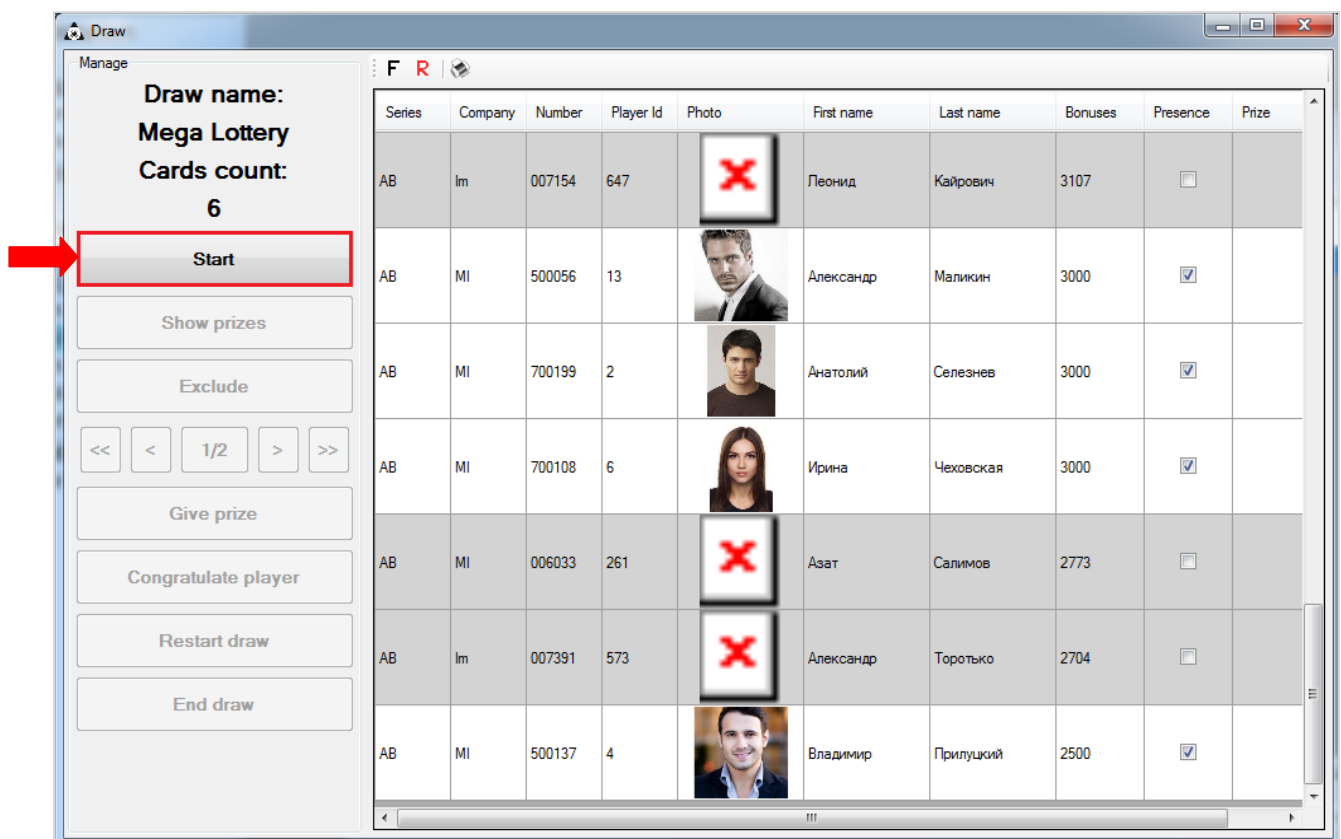 Draw
Manage
Draw name:
Mega Lottery
Cards count:
6
Start
Show prizes
Exclude
<< < 1/2 > >>
Give prize
Congratulate player
Restart draw
End draw
F R
Series Company Number Player Id Photo First name Last name Bonuses Presence Prize
AB Im 007154 647 Леонид Кайрович 3107
AB MI 500056 13 Александр Маликин 3000
AB MI 700199 2 Анатолий Селезнев 3000
AB MI 700108 6 Ирина Чеховская 3000
AB MI 006033 261 Азат Салимов 2773
AB Im 007391 573 Александр Торотько 2704
AB MI 500137 4 Владимир Прилуцкий 2500